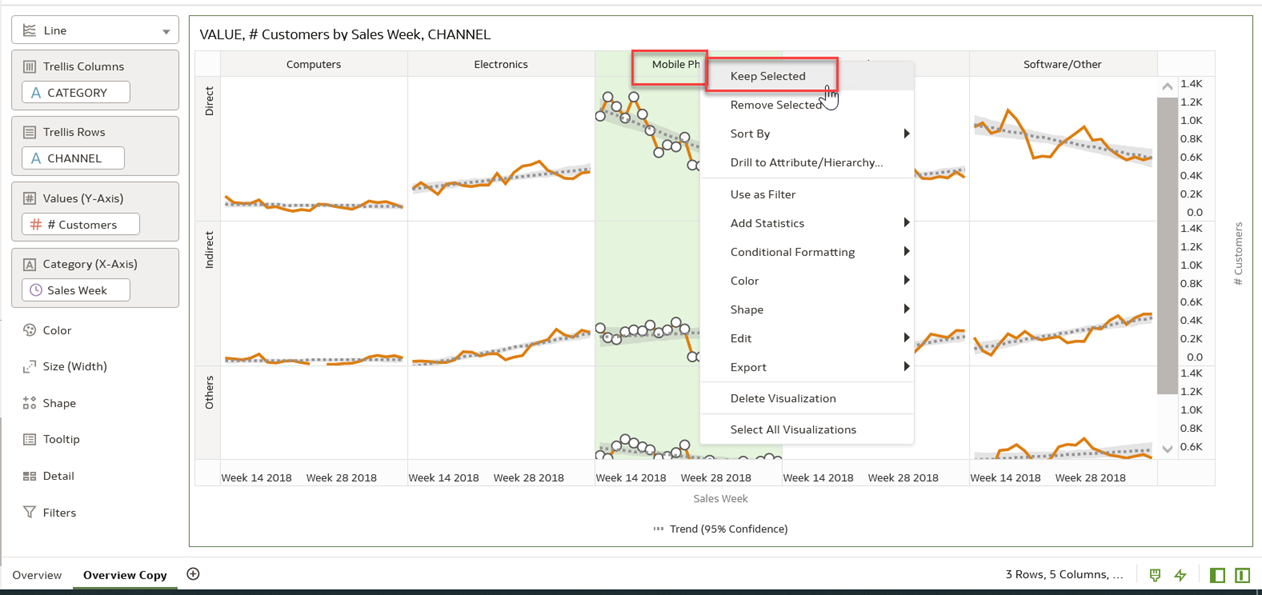 Line
VALUE, # Customers by Sales Week, CHANNEL
Trellis Columns
A CATEGORY
Trellis Rows
A CHANNEL
Values (Y-Axis)
# # Customers
A Category (X-Axis)
Sales Week
Color
Size (Width)
Shape
Tooltip
Detail
Filters
Computers
Electronics
Mobile Ph
Software/Other
Direct
Indirect
Others
Keep Selected
Remove Selected
Sort By
Drill to Attribute/Hierarchy...
Use as Filter
Add Statistics
Conditional Formatting
Color
Shape
Edit
Export
Delete Visualization
Select All Visualizations
1.4K
1.2K
1.0K
0.8K
0.6K
0.4K
0.2K
0.0
1.4K
1.2K
1.0K
0.8K
0.6K
0.4K
0.2K
0.0
1.4K
1.2K
1.0K
0.8K
0.6K
# Customers
Week 14 2018 Week 28 2018 Week 14 2018 Week 28 2018 Week 14 2018 Week 28 2018 Week 14 2018 Week 28 2018 Week 14 2018 Week 28 2018
Sales Week
Trend (95% Confidence)
Overview Overview Copy
3 Rows, 5 Columns, ...